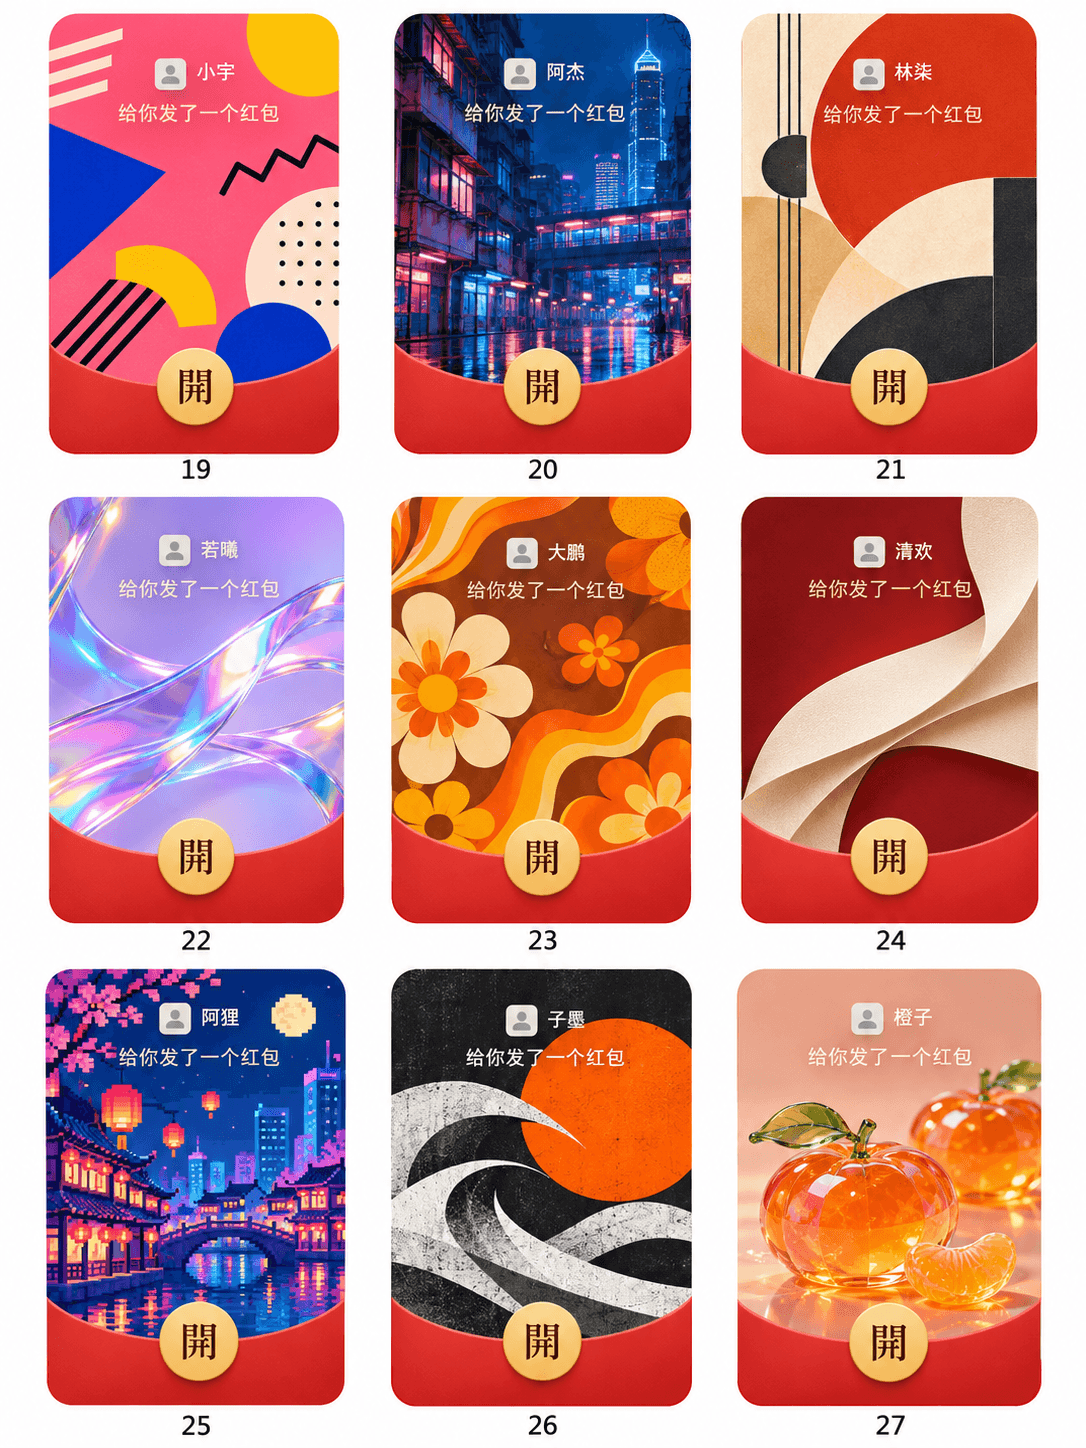 小宇
给你发了一个红包
開
19
阿杰
给你发了一个红包
開
20
林柒
给你发了一个红包
開
21
若曦
给你发了一个红包
開
22
大鹏
给你发了一个红包
開
23
清欢
给你发了一个红包
開
24
阿狸
给你发了一个红包
開
25
子墨
给你发了一个红包
開
26
橙子
给你发了一个红包
開
27